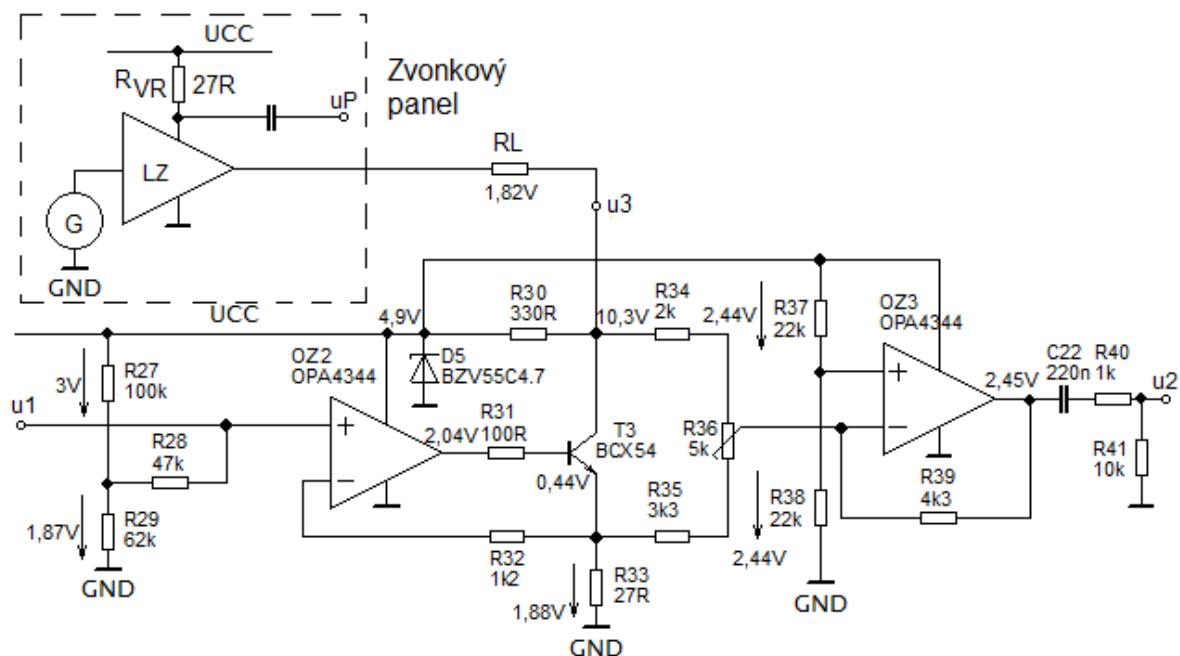 UCC
R VR
27R
uP
LZ
G
GND
Zvonkový
panel
RL
1,82V
u3
UCC
4,9V
R30
330R
10,3V
R34
2k
2,44V
R37
22k
OZ3
OPA4344
R27
100k
3V
OZ2
OPA4344
D5
BZV55C4.7
C22
220n
R40
1k
u2
2,45V
u1
+
+
R28
47k
2,04V
R31
100R
T3
BCX54
R36
5k
-
-
R41
10k
0,44V
R35
3k3
R38
22k
R39
4k3
1,87V
R29
62k
2,44V
R32
1k2
GND
1,88V
R33
27R
GND
GND